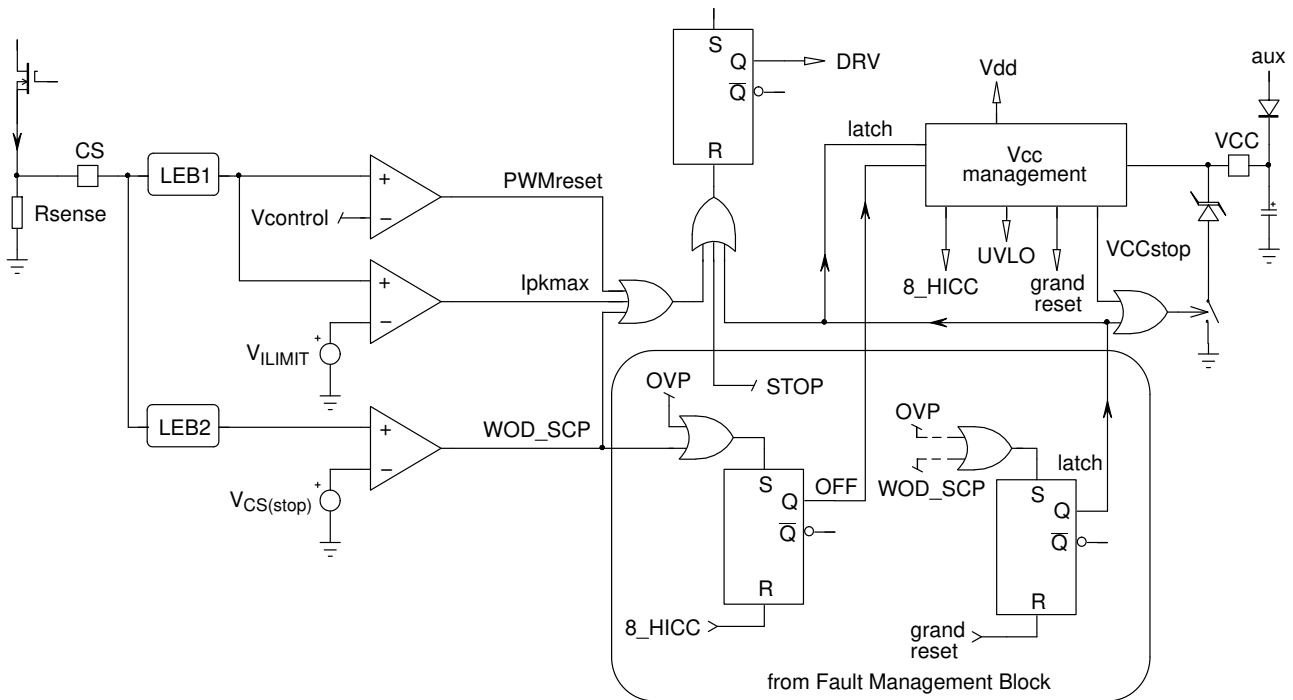 S
Q
DRV
Q
R
aux
Vdd
latch
VCC
Vcc
management
CS
LEB1
Rsense
+
−
PWMreset
Vcontrol
UVLO
VCCstop
8_HICC
grand
reset
+
−
Ipkmax
+
VILIMIT
OVP
STOP
LEB2
+
−
WOD_SCP
OVP
WOD_SCP
latch
+
VCS(stop)
S
Q
OFF
Q
R
S
Q
Q
R
8_HICC
grand
reset
+
from Fault Management Block